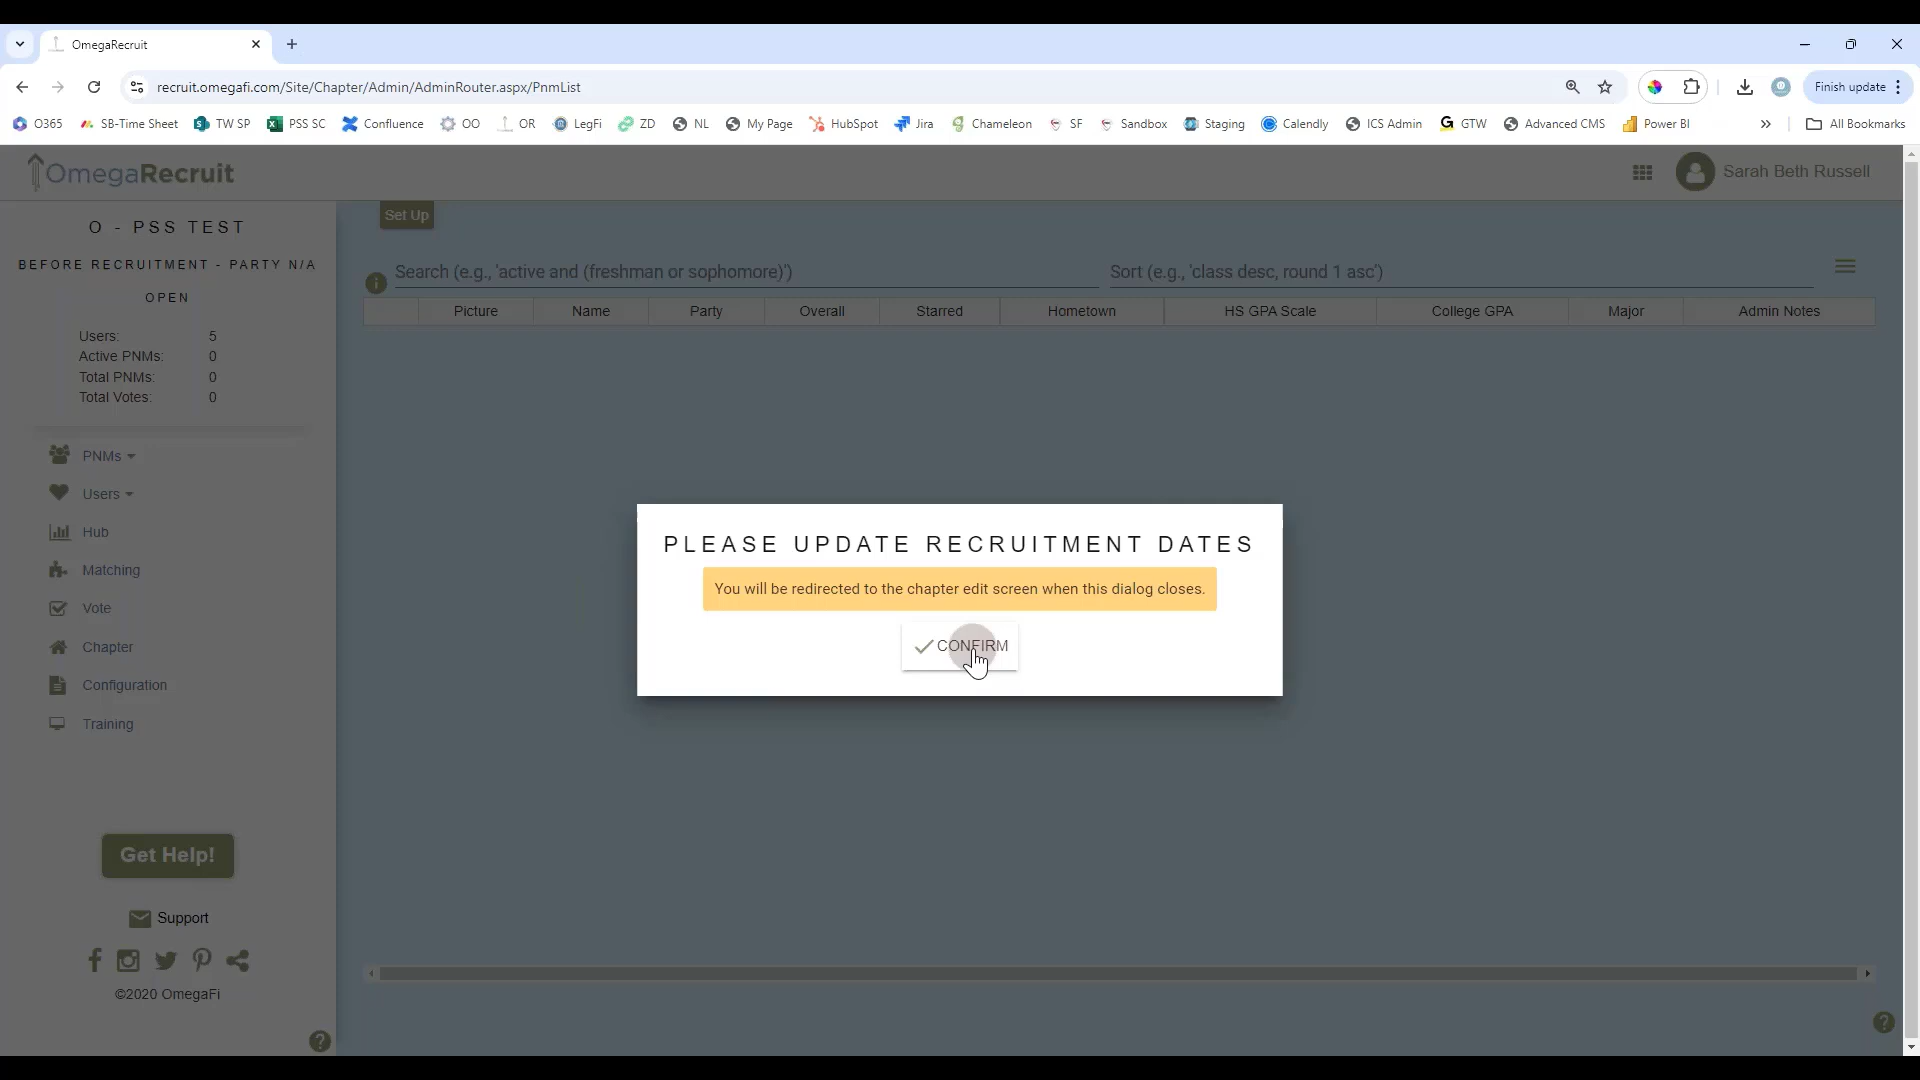 OmegaRecruit
recruit.omegafi.com/Site/Chapter/Admin/AdminRouter.aspx/PnmList
Finish update
O365 SB-Time Sheet TW SP PSS SC Confluence OO OR LegFi ZD NL My Page HubSpot Jira Chameleon SF Sandbox Staging Calendly ICS Admin GTW Advanced CMS Power BI » All Bookmarks
OmegaRecruit
Sarah Beth Russell
O - PSS TEST
BEFORE RECRUITMENT - PARTY N/A
OPEN
Users: 5
Active PNMs: 0
Total PNMs: 0
Total Votes: 0
PNMs
Users
Hub
Matching
Vote
Chapter
Configuration
Training
Get Help!
Support
©2020 OmegaFi
Set Up
Search (e.g., 'active and (freshman or sophomore)')
Sort (e.g., 'class desc, round 1 asc')
Picture Name Party Overall Starred Hometown HS GPA Scale College GPA Major Admin Notes
PLEASE UPDATE RECRUITMENT DATES
You will be redirected to the chapter edit screen when this dialog closes.
CONFIRM